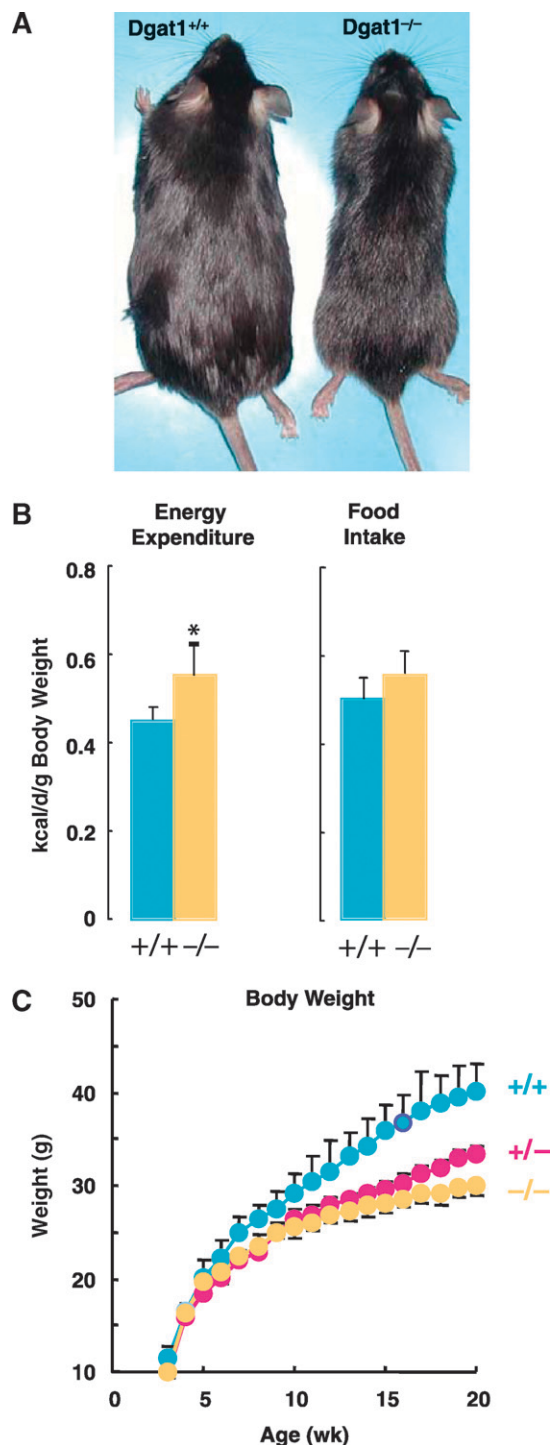 A
Dgat1+/+ Dgat1–/–
B
Energy Expenditure
Food Intake
kcal/d/g Body Weight
0.8
0.6
0.4
0.2
0
*
+/+ –/–
+/+ –/–
C
Body Weight
Weight (g)
50
40
30
20
10
+/+
+/–
–/–
0 5 10 15 20
Age (wk)